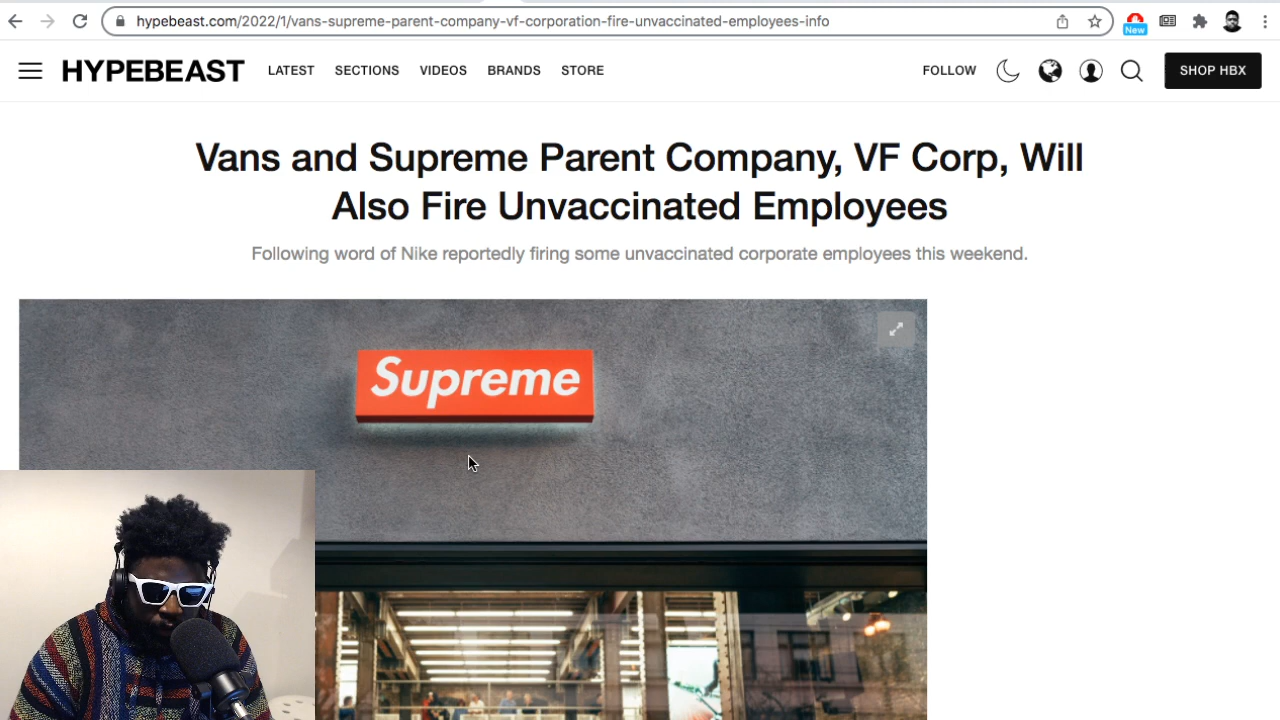 hypebeast.com/2022/1/vans-supreme-parent-company-vf-corporation-fire-unvaccinated-employees-info
New
HYPEBEAST LATEST SECTIONS VIDEOS BRANDS STORE FOLLOW SHOP HBX
Vans and Supreme Parent Company, VF Corp, Will
Also Fire Unvaccinated Employees
Following word of Nike reportedly firing some unvaccinated corporate employees this weekend.
Supreme